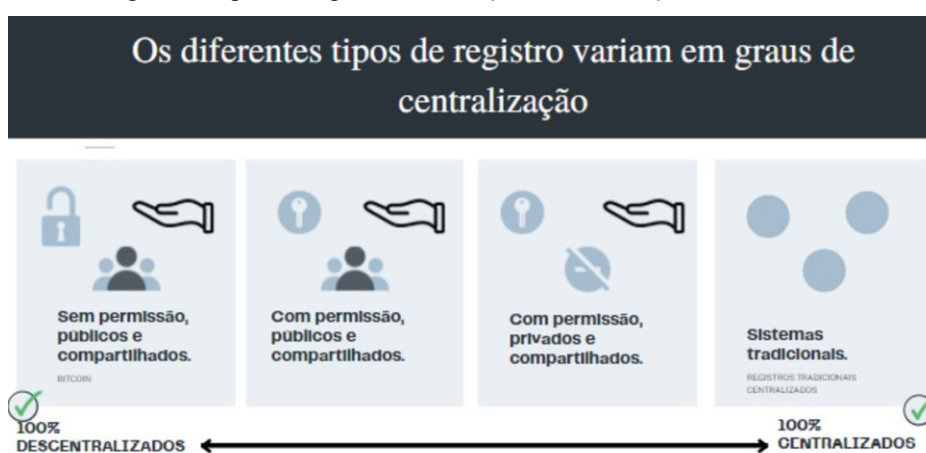 Os diferentes tipos de registro variam em graus de
centralização
Sem permissão,
públicos e
compartilhados.
BITCOIN
Com permissão,
públicos e
compartilhados.
Com permissão,
privados e
compartilhados.
Sistemas
tradicionais.
REGISTROS TRADICIONAIS
CENTRALIZADOS
100%
DESCENTRALIZADOS
100%
CENTRALIZADOS